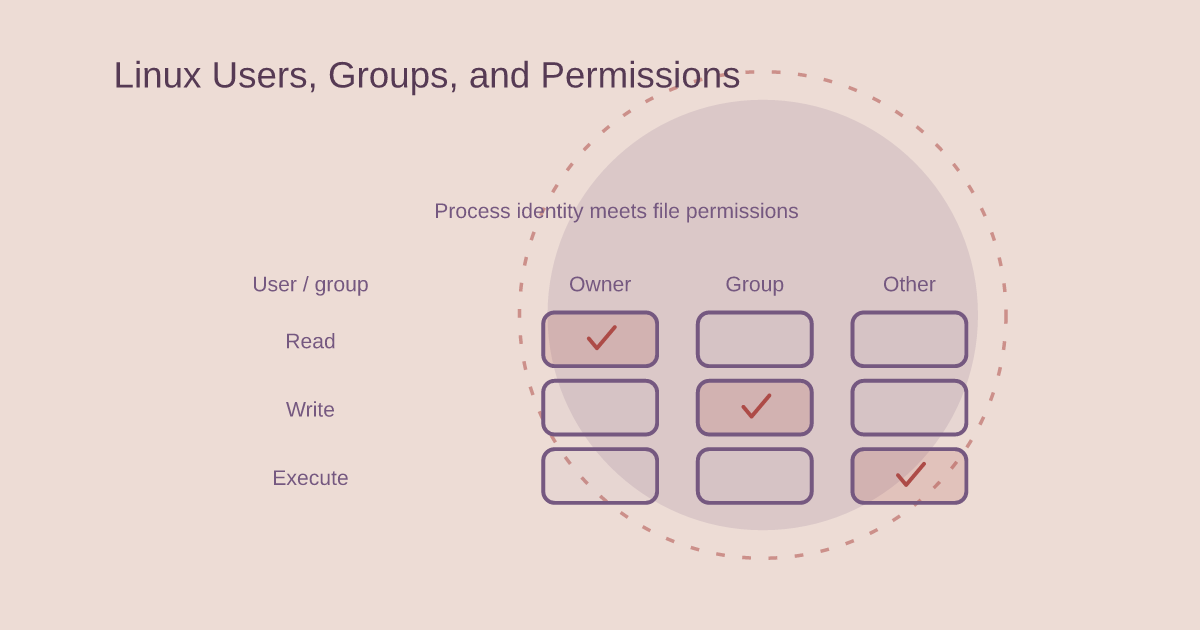 Linux Users, Groups, and Permissions
Process identity meets file permissions
User / group Owner Group Other
Read
Write
Execute